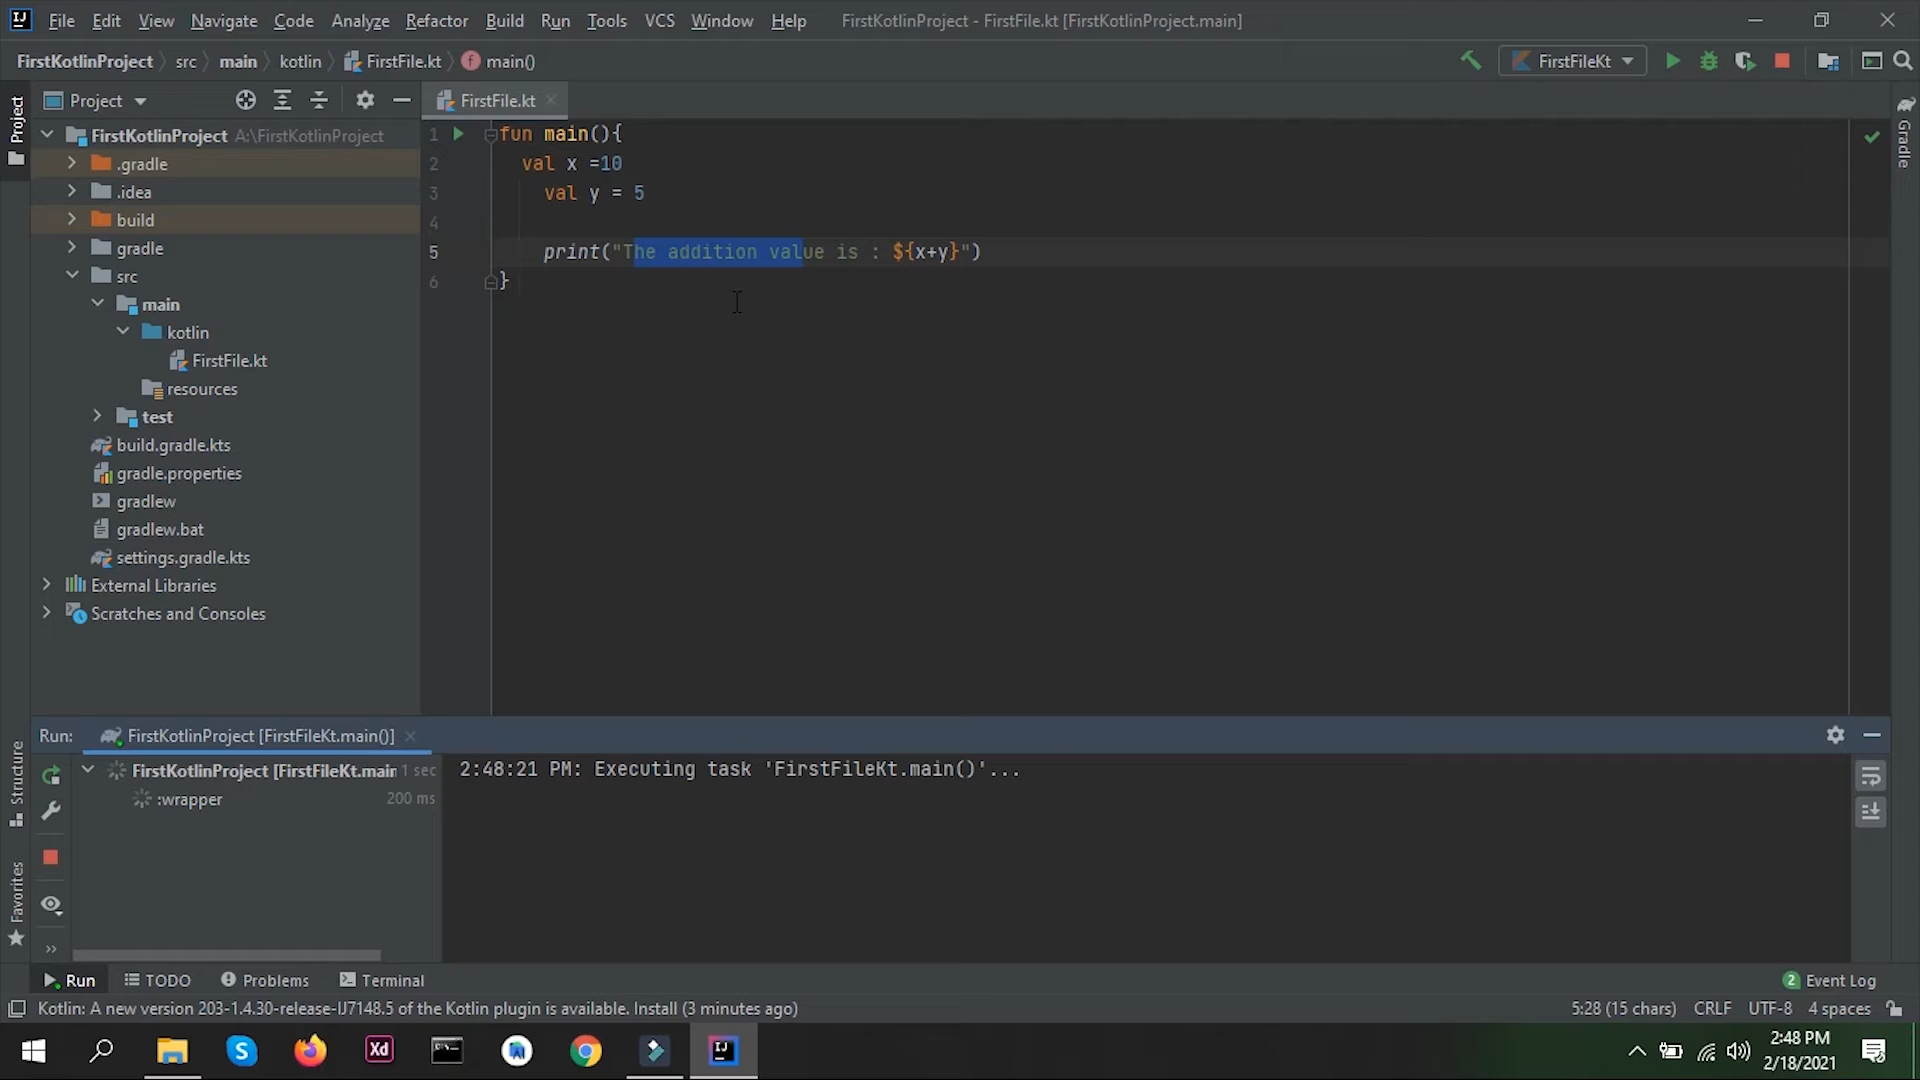 File Edit View Navigate Code Analyze Refactor Build Run Tools VCS Window Help FirstKotlinProject - FirstFile.kt [FirstKotlinProject.main]
FirstKotlinProject src main kotlin FirstFile.kt main() FirstFileKt
Project
Project
FirstFile.kt
Gradle
FirstKotlinProject A:\FirstKotlinProject
.gradle
.idea
build
gradle
src
main
kotlin
FirstFile.kt
resources
test
build.gradle.kts
gradle.properties
gradlew
gradlew.bat
settings.gradle.kts
External Libraries
Scratches and Consoles
1 fun main(){
2 val x =10
3 val y = 5
4
5 print("The addition value is : ${x+y}")
6 }
Structure
Favorites
Run: FirstKotlinProject [FirstFileKt.main()]
FirstKotlinProject [FirstFileKt.main 1 sec
:wrapper 200 ms
2:48:21 PM: Executing task 'FirstFileKt.main()'...
Run TODO Problems Terminal 2 Event Log
Kotlin: A new version 203-1.4.30-release-IJ7148.5 of the Kotlin plugin is available. Install (3 minutes ago) 5:28 (15 chars) CRLF UTF-8 4 spaces
Xd
IJ
2:48 PM
2/18/2021